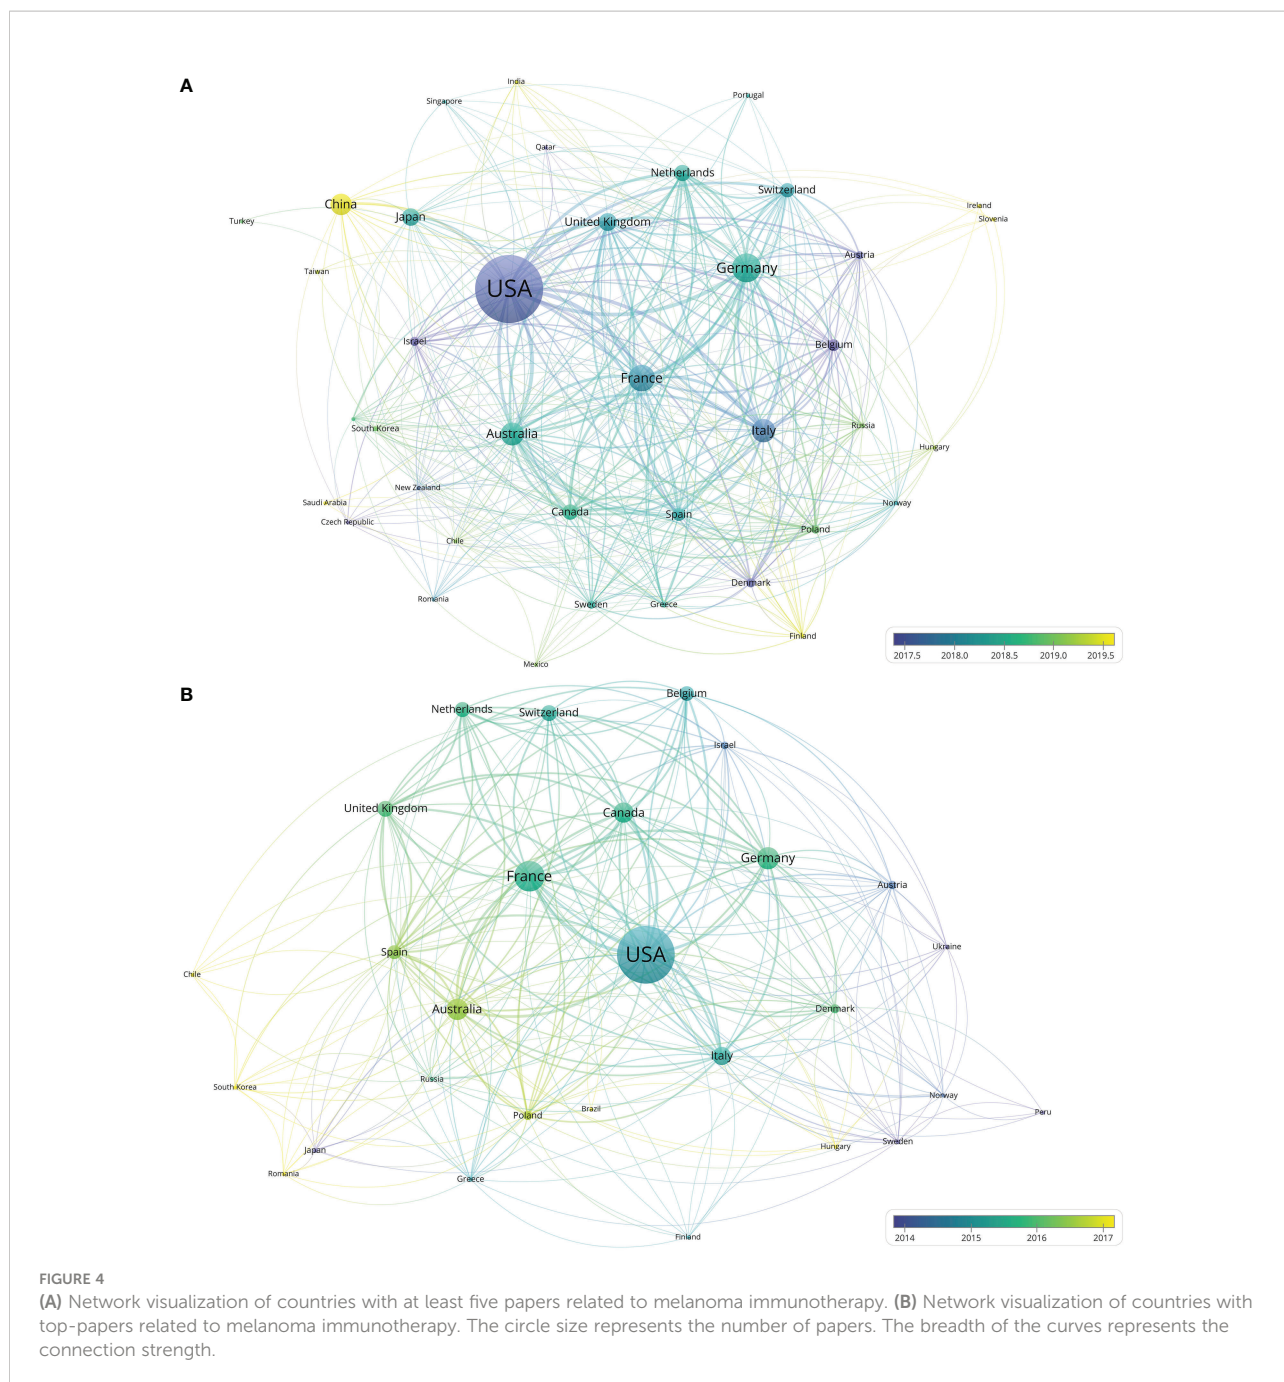 A
India
Singapore
Portugal
Qatar
Netherlands
Switzerland
China
Japan
United Kingdom
Ireland
Slovenia
Turkey
Austria
Taiwan
Germany
USA
Israel
Belgium
France
South Korea
Australia
Italy
Russia
Hungary
New Zealand
Saudi Arabia
Czech Republic
Canada
Spain
Norway
Poland
Chile
Denmark
Romania
Sweden
Greece
Finland
Mexico
2017.5 2018.0 2018.5 2019.0 2019.5
B
Belgium
Netherlands
Switzerland
Israel
United Kingdom
Canada
Germany
France
Austria
Spain
USA
Ukraine
Chile
Australia
Denmark
Italy
Russia
South Korea
Norway
Poland
Brazil
Peru
Japan
Hungary
Sweden
Romania
Greece
Finland
2014 2015 2016 2017
FIGURE 4
(A) Network visualization of countries with at least five papers related to melanoma immunotherapy. (B) Network visualization of countries with
top-papers related to melanoma immunotherapy. The circle size represents the number of papers. The breadth of the curves represents the
connection strength.